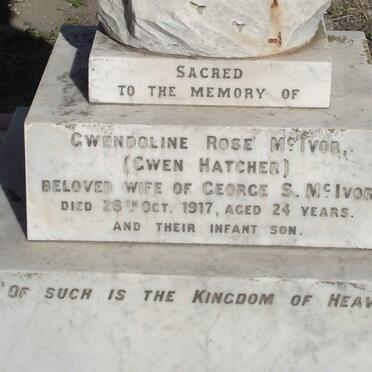 SACRED
TO THE MEMORY OF
GWENDOLINE ROSE McIVOR,
(GWEN HATCHER)
BELOVED WIFE OF GEORGE S. McIVOR
DIED 26TH OCT. 1917, AGED 24 YEARS.
AND THEIR INFANT SON.
OF SUCH IS THE KINGDOM OF HEAV